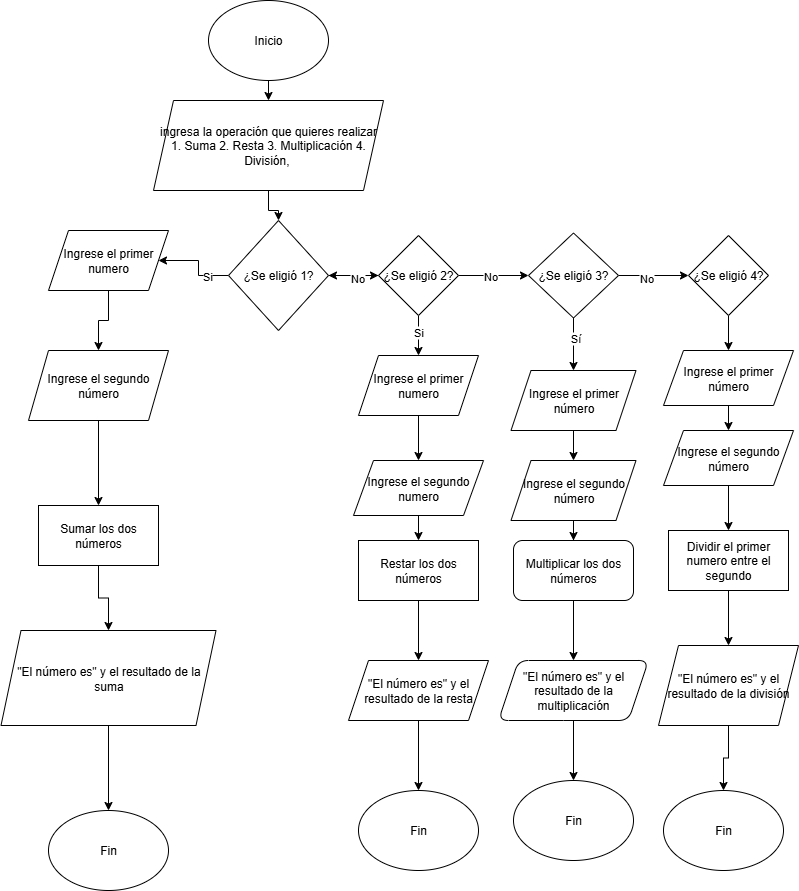 Inicio
ingresa la operación que quieres realizar
1. Suma 2. Resta 3. Multiplicación 4.
División,
Si
¿Se eligió 1?
No
¿Se eligió 2?
No
¿Se eligió 3?
No
¿Se eligió 4?
Ingrese el primer
numero
Ingrese el segundo
número
Sumar los dos
números
"El número es" y el resultado de la
suma
Fin
Si
Ingrese el primer
numero
Ingrese el segundo
numero
Restar los dos
números
"El número es" y el
resultado de la resta
Fin
Sí
Ingrese el primer
número
Ingrese el segundo
número
Multiplicar los dos
números
"El número es" y el
resultado de la
multiplicación
Fin
Ingrese el primer
número
Ingrese el segundo
número
Dividir el primer
numero entre el
segundo
"El número es" y el
resultado de la división
Fin